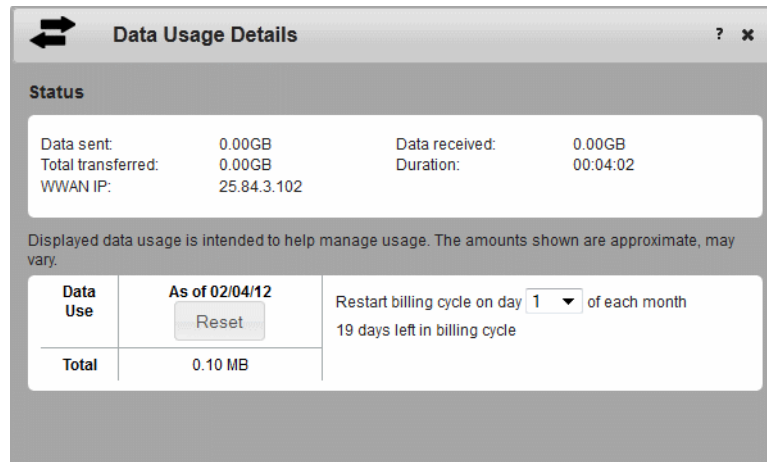 Data Usage Details ? ✖
Status
Data sent: 0.00GB Data received: 0.00GB
Total transferred: 0.00GB Duration: 00:04:02
WWAN IP: 25.84.3.102
Displayed data usage is intended to help manage usage. The amounts shown are approximate, may
vary.
Data Use As of 02/04/12
Reset
Restart billing cycle on day 1 of each month
19 days left in billing cycle
Total 0.10 MB